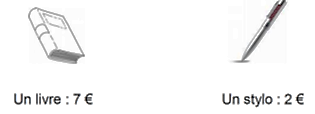 Un livre : 7 € Un stylo : 2 €